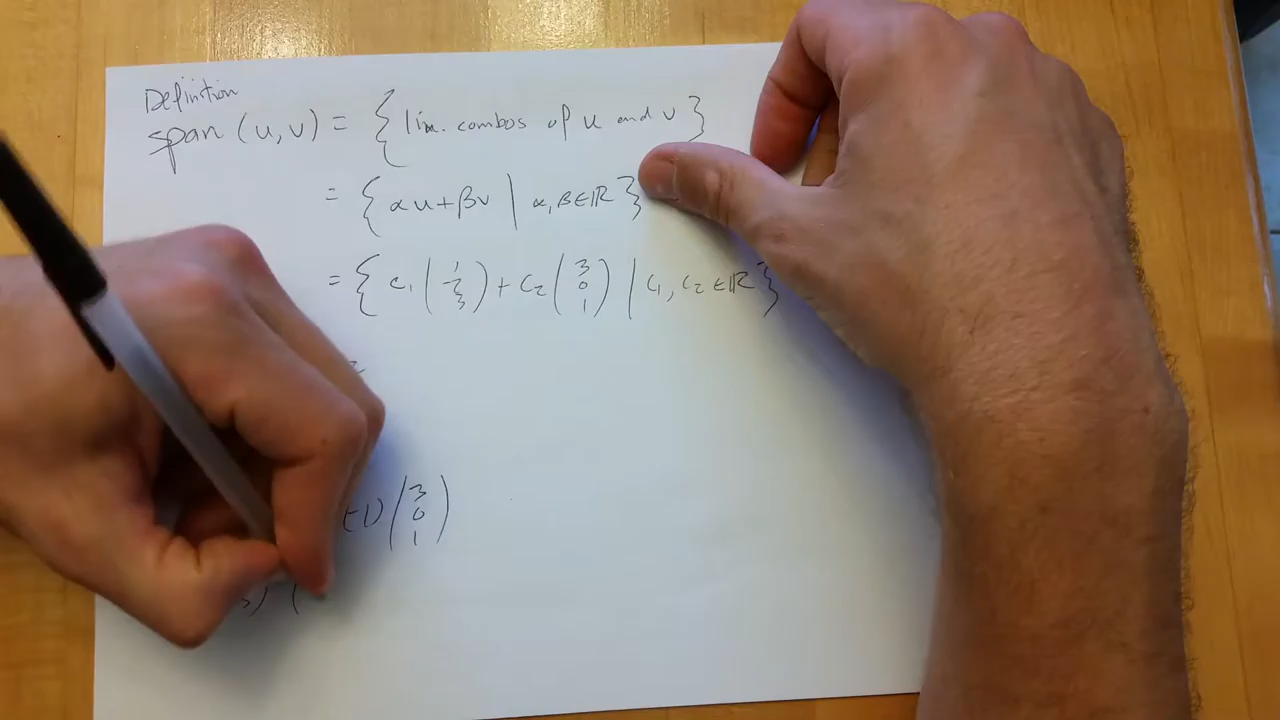 Definition
span (u, v) = { lin. combos of u and v }
= { αu + βv | α, β ∈ ℝ }
= { c₁ ( 1 -2 3 ) + c₂ ( 3 0 1 ) | c₁, c₂ ∈ ℝ }
(-1) ( 3 0 1 )